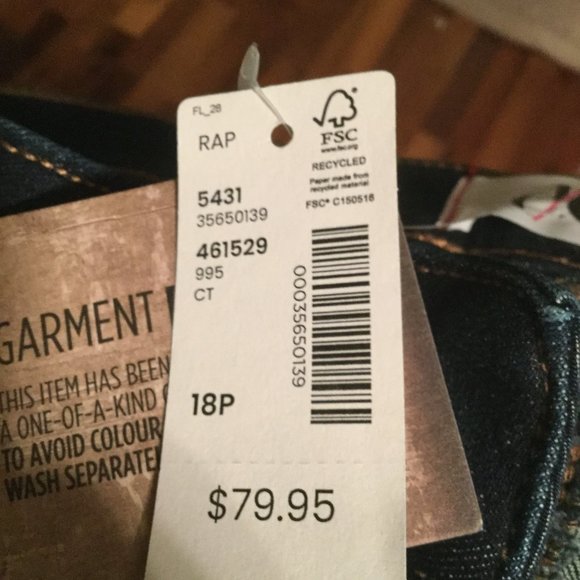 FL_28
RAP
FSC
www.fsc.org
RECYCLED
Paper made from
recycled material
FSC® C150516
5431
35650139
461529
995
CT
00035650139
18P
$79.95
GARMENT
THIS ITEM HAS BEEN
A ONE-OF-A-KIND
TO AVOID COLOUR
WASH SEPARATE